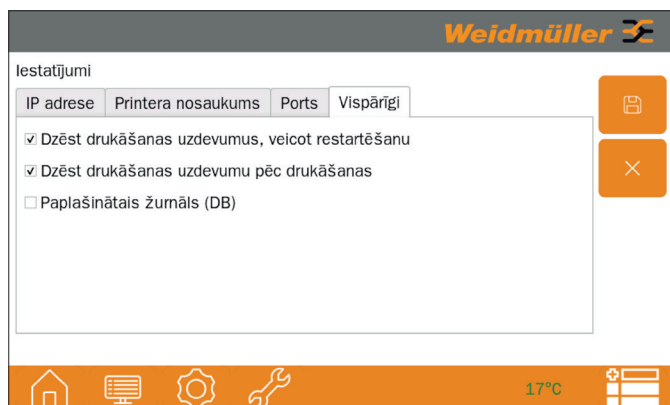 Weidmüller
Iestatījumi
IP adrese Printera nosaukums Ports Vispārīgi
Dzēst drukāšanas uzdevumus, veicot restartēšanu
Dzēst drukāšanas uzdevumu pēc drukāšanas
Paplašinātais žurnāls (DB)
17°C